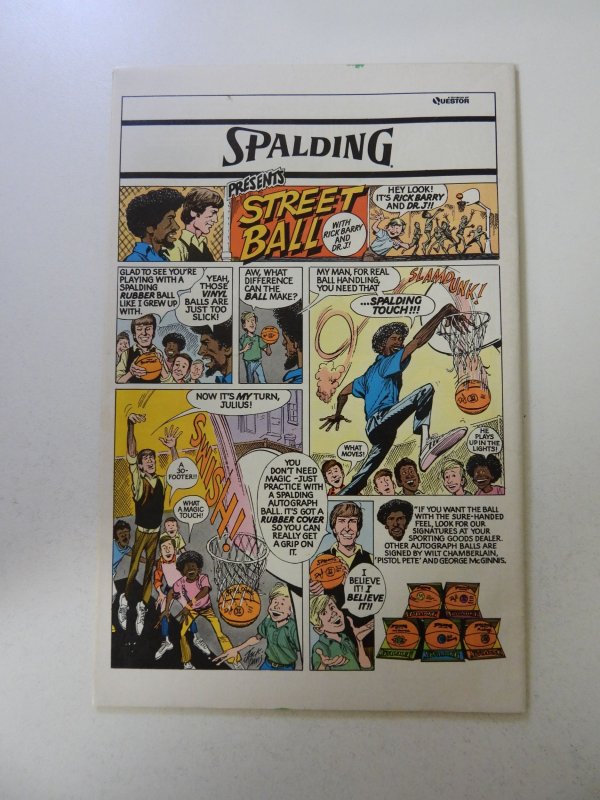 A DIVISION OF
QUESTOR
SPALDING
PRESENTS
STREET
BALL
WITH
RICK BARRY
AND
DR. J!
HEY LOOK!
IT'S RICK BARRY
AND DR. J!!
GLAD TO SEE YOU'RE
PLAYING WITH A
SPALDING
RUBBER BALL
LIKE I GREW UP
WITH.
YEAH,
THOSE
VINYL
BALLS ARE
JUST TOO
SLICK!
AW, WHAT
DIFFERENCE
CAN THE
BALL MAKE?
MY MAN, FOR REAL
BALL HANDLING,
YOU NEED THAT
...SPALDING
TOUCH!!!
SLAMDUNK!
WHAT
MOVES!
HE
PLAYS
UP IN THE
LIGHTS!
NOW IT'S MY TURN,
JULIUS!
A
30-
FOOTER!!
WHAT
A MAGIC
TOUCH!
SWISH!
YOU
DON'T NEED
MAGIC-JUST
PRACTICE WITH
A SPALDING
AUTOGRAPH
BALL. IT'S GOT A
RUBBER COVER
SO YOU CAN
REALLY GET
A GRIP ON
IT.
I
BELIEVE
IT! I
BELIEVE
IT!!
"IF YOU WANT THE BALL
WITH THE SURE-HANDED
FEEL, LOOK FOR OUR
SIGNATURES AT YOUR
SPORTING GOODS DEALER.
OTHER AUTOGRAPH BALLS ARE
SIGNED BY WILT CHAMBERLAIN,
'PISTOL PETE' AND GEORGE McGINNIS.